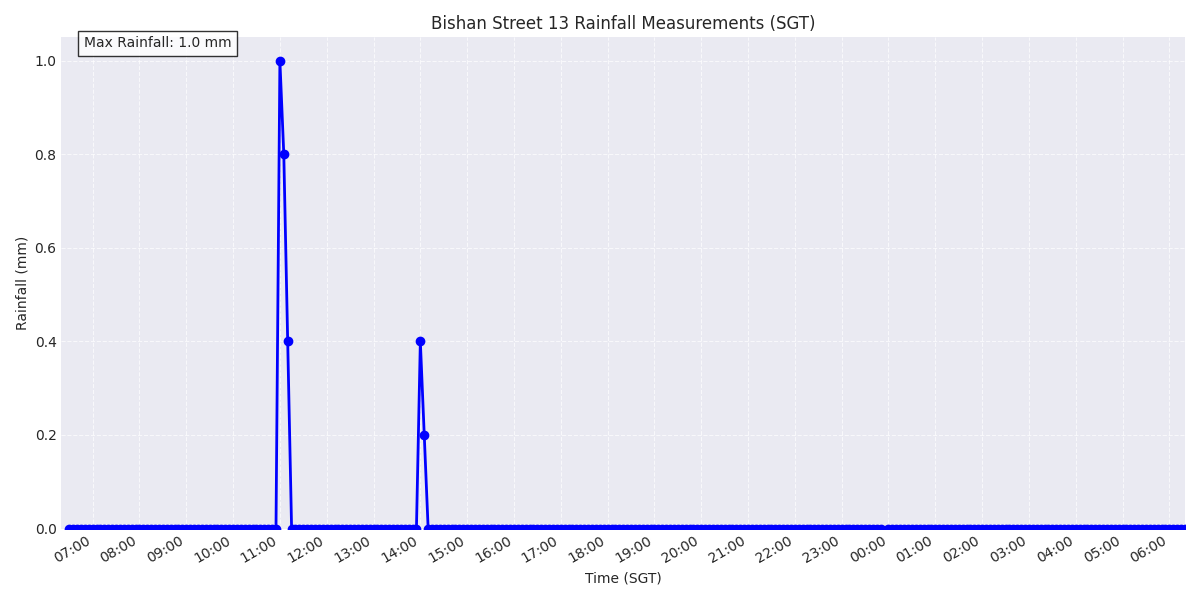 Bishan Street 13 Rainfall Measurements (SGT)
Max Rainfall: 1.0 mm
1.0
0.8
0.6
0.4
0.2
0.0
Rainfall (mm)
07:00 08:00 09:00 10:00 11:00 12:00 13:00 14:00 15:00 16:00 17:00 18:00 19:00 20:00 21:00 22:00 23:00 00:00 01:00 02:00 03:00 04:00 05:00 06:00
Time (SGT)